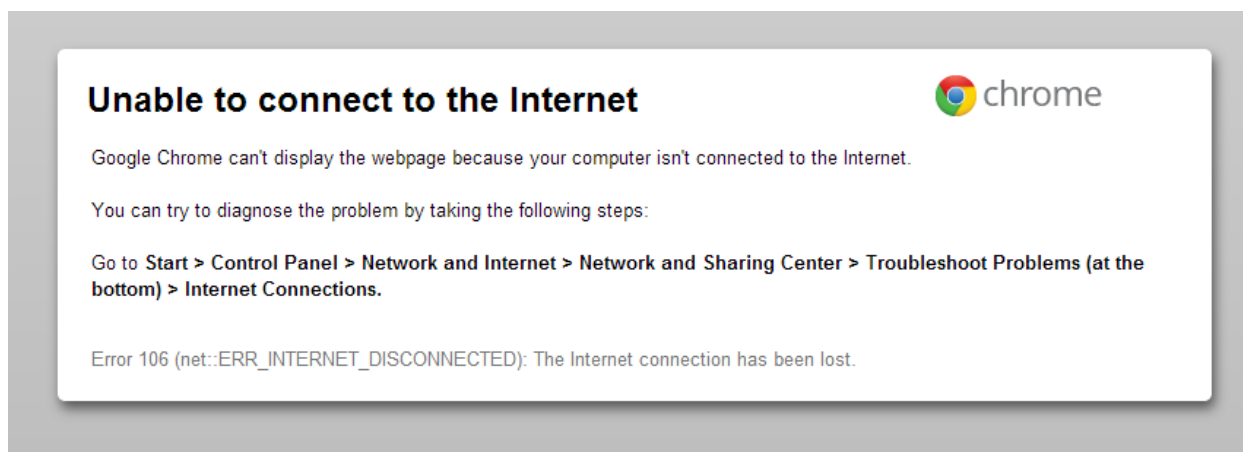 Unable to connect to the Internet
chrome
Google Chrome can't display the webpage because your computer isn't connected to the Internet.
You can try to diagnose the problem by taking the following steps:
Go to Start > Control Panel > Network and Internet > Network and Sharing Center > Troubleshoot Problems (at the
bottom) > Internet Connections.
Error 106 (net::ERR_INTERNET_DISCONNECTED): The Internet connection has been lost.